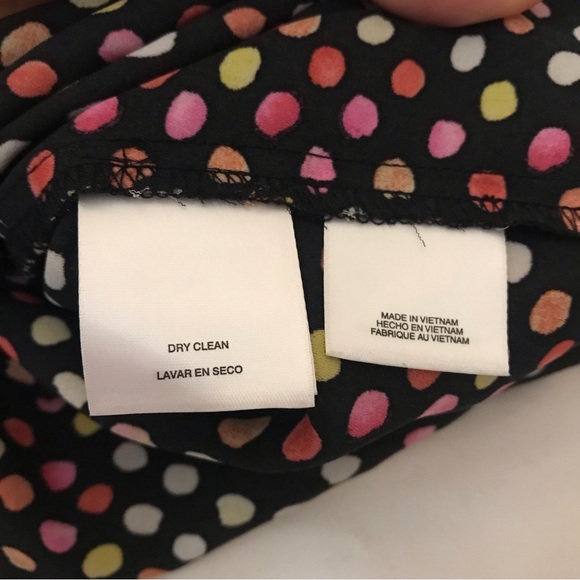 DRY CLEAN
LAVAR EN SECO
MADE IN VIETNAM
HECHO EN VIETNAM
FABRIQUE AU VIETNAM